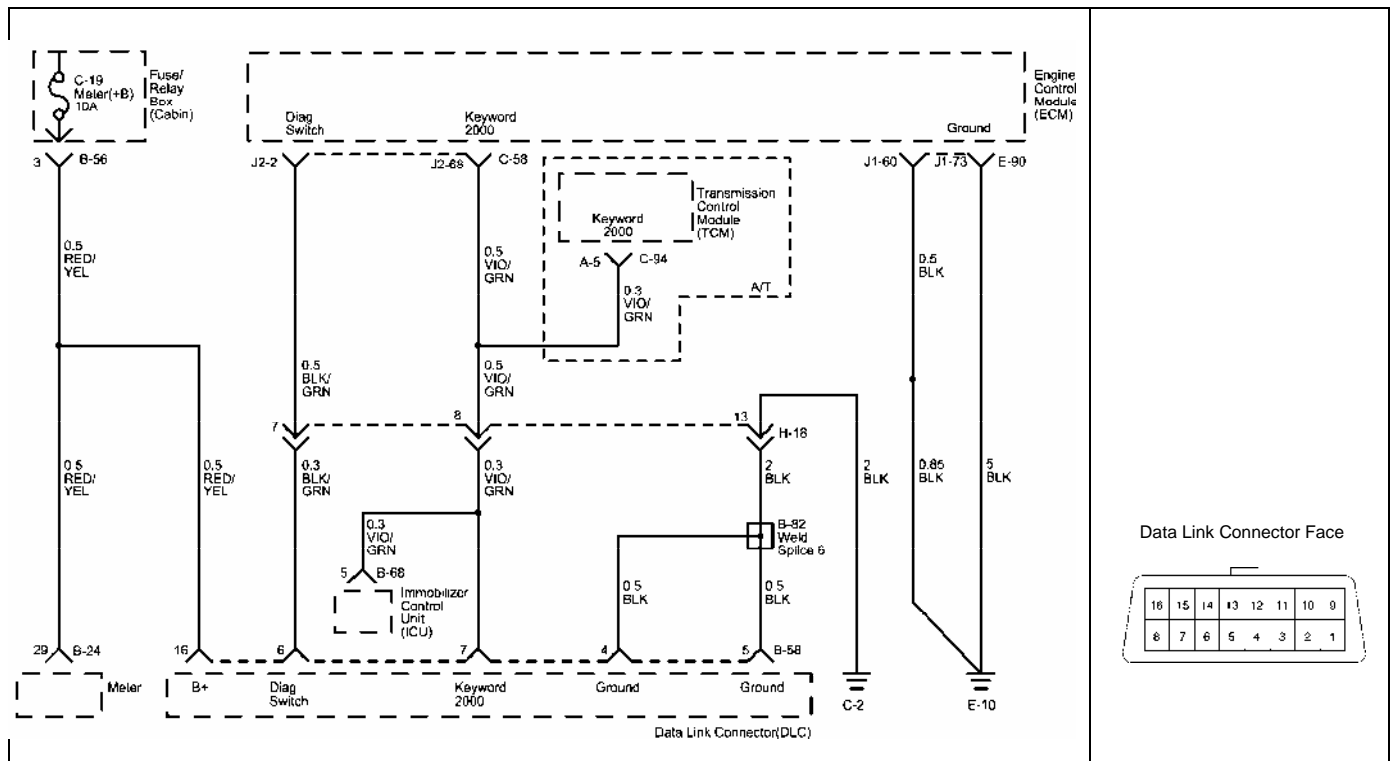 C-19
Meter(+B)
10A
Fuse/
Relay
Box
(Cabin)
Diag
Switch
Keyword
2000
Ground
Engine
Control
Module
(ECM)
3
B-56
J2-2
J2-68
C-58
J1-60
J1-73
E-90
Keyword
2000
Transmission
Control
Module
(TCM)
A-5
C-94
A/T
0.5
RED/
YEL
0.5
VIO/
GRN
0.3
VIO/
GRN
0.5
BLK
0.5
BLK/
GRN
0.5
VIO/
GRN
7
8
13
H-18
0.5
RED/
YEL
0.5
RED/
YEL
0.3
BLK/
GRN
0.3
VIO/
GRN
2
BLK
2
BLK
0.85
BLK
5
BLK
0.3
VIO/
GRN
B-82
Weld
Splice 6
5
B-68
Immobilizer
Control
Unit
(ICU)
0.5
BLK
0.5
BLK
29
B-24
16
6
7
4
5
B-58
Meter
B+
Diag
Switch
Keyword
2000
Ground
Ground
C-2
E-10
Data Link Connector(DLC)
Data Link Connector Face
16 15 14 13 12 11 10 9
8 7 6 5 4 3 2 1